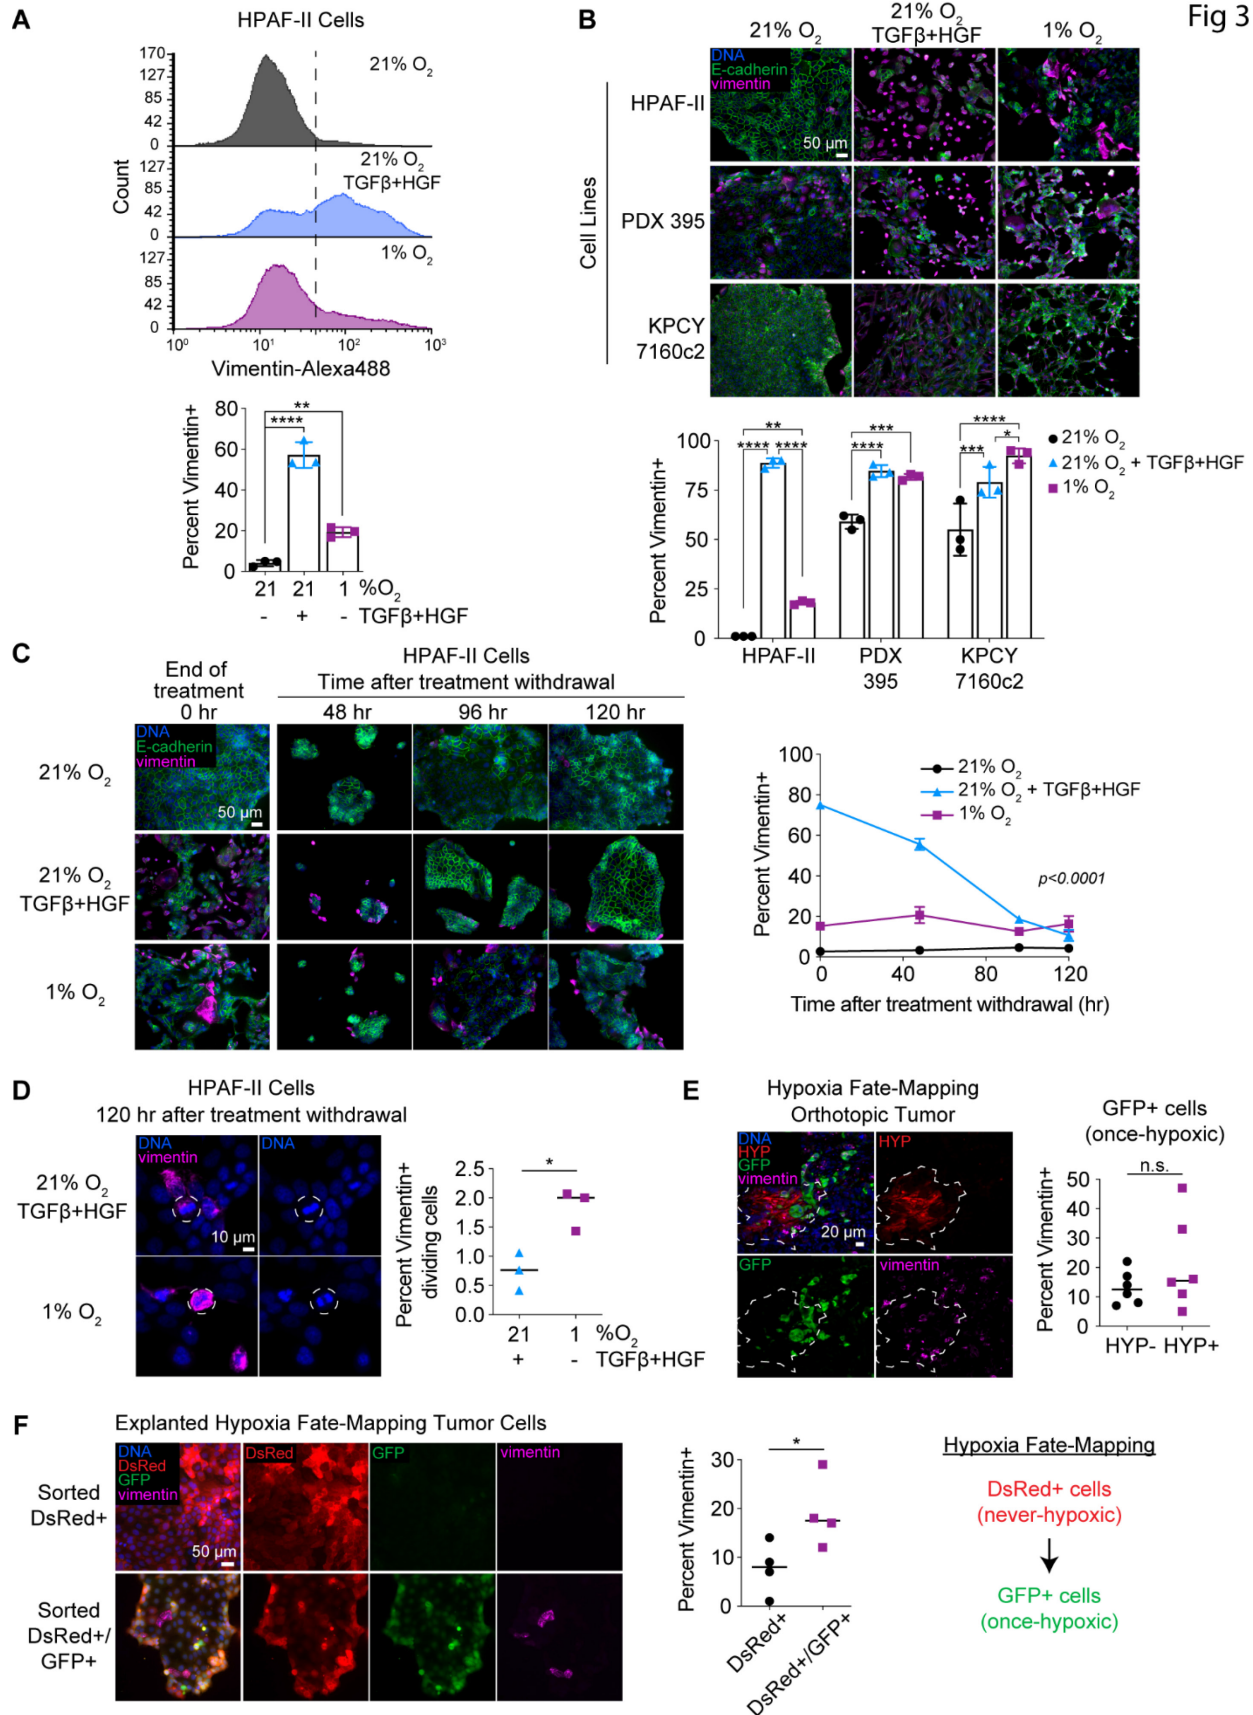 Fig 3
A
HPAF-II Cells
170
127
85
42
0
21% O₂
127
85
42
0
21% O₂
TGFβ+HGF
127
85
42
0
1% O₂
Count
10⁰ 10¹ 10² 10³
Vimentin-Alexa488
Percent Vimentin+
80
60
40
20
0
**
****
21 21 1 %O₂
- + - TGFβ+HGF
B
21% O₂
21% O₂
TGFβ+HGF
1% O₂
Cell Lines
HPAF-II
DNA
E-cadherin
vimentin
50 µm
PDX 395
KPCY
7160c2
Percent Vimentin+
100
75
50
25
0
**
**** ****
***
****
****
*
***
21% O₂
21% O₂ + TGFβ+HGF
1% O₂
HPAF-II
PDX
395
KPCY
7160c2
C
HPAF-II Cells
End of
treatment
0 hr
Time after treatment withdrawal
48 hr 96 hr 120 hr
21% O₂
DNA
E-cadherin
vimentin
50 µm
21% O₂
TGFβ+HGF
1% O₂
Percent Vimentin+
100
80
60
40
20
0
21% O₂
21% O₂ + TGFβ+HGF
1% O₂
p<0.0001
0 40 80 120
Time after treatment withdrawal (hr)
D
HPAF-II Cells
120 hr after treatment withdrawal
21% O₂
TGFβ+HGF
DNA
vimentin
DNA
10 µm
1% O₂
Percent Vimentin+
dividing cells
2.5
2.0
1.5
1.0
0.5
0.0
*
21 1 %O₂
+ - TGFβ+HGF
E
Hypoxia Fate-Mapping
Orthotopic Tumor
DNA
HYP
GFP
vimentin
20 µm
HYP
GFP
vimentin
GFP+ cells
(once-hypoxic)
n.s.
Percent Vimentin+
50
40
30
20
10
0
HYP- HYP+
F
Explanted Hypoxia Fate-Mapping Tumor Cells
Sorted
DsRed+
DNA
DsRed
GFP
vimentin
50 µm
DsRed
GFP
vimentin
Sorted
DsRed+/
GFP+
Percent Vimentin+
30
20
10
0
*
DsRed+
DsRed+/GFP+
Hypoxia Fate-Mapping
DsRed+ cells
(never-hypoxic)
GFP+ cells
(once-hypoxic)